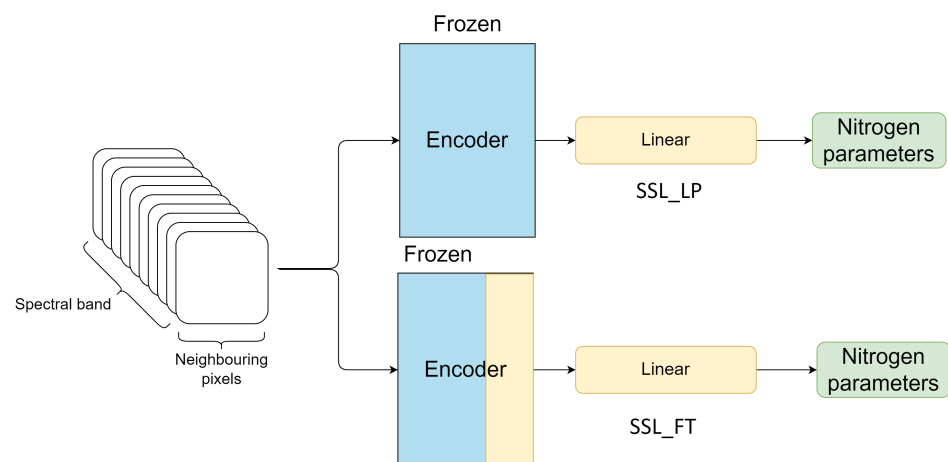 Frozen
Encoder
Linear
Nitrogen
parameters
SSL_LP
Spectral band
Neighbouring
pixels
Frozen
Encoder
Linear
Nitrogen
parameters
SSL_FT